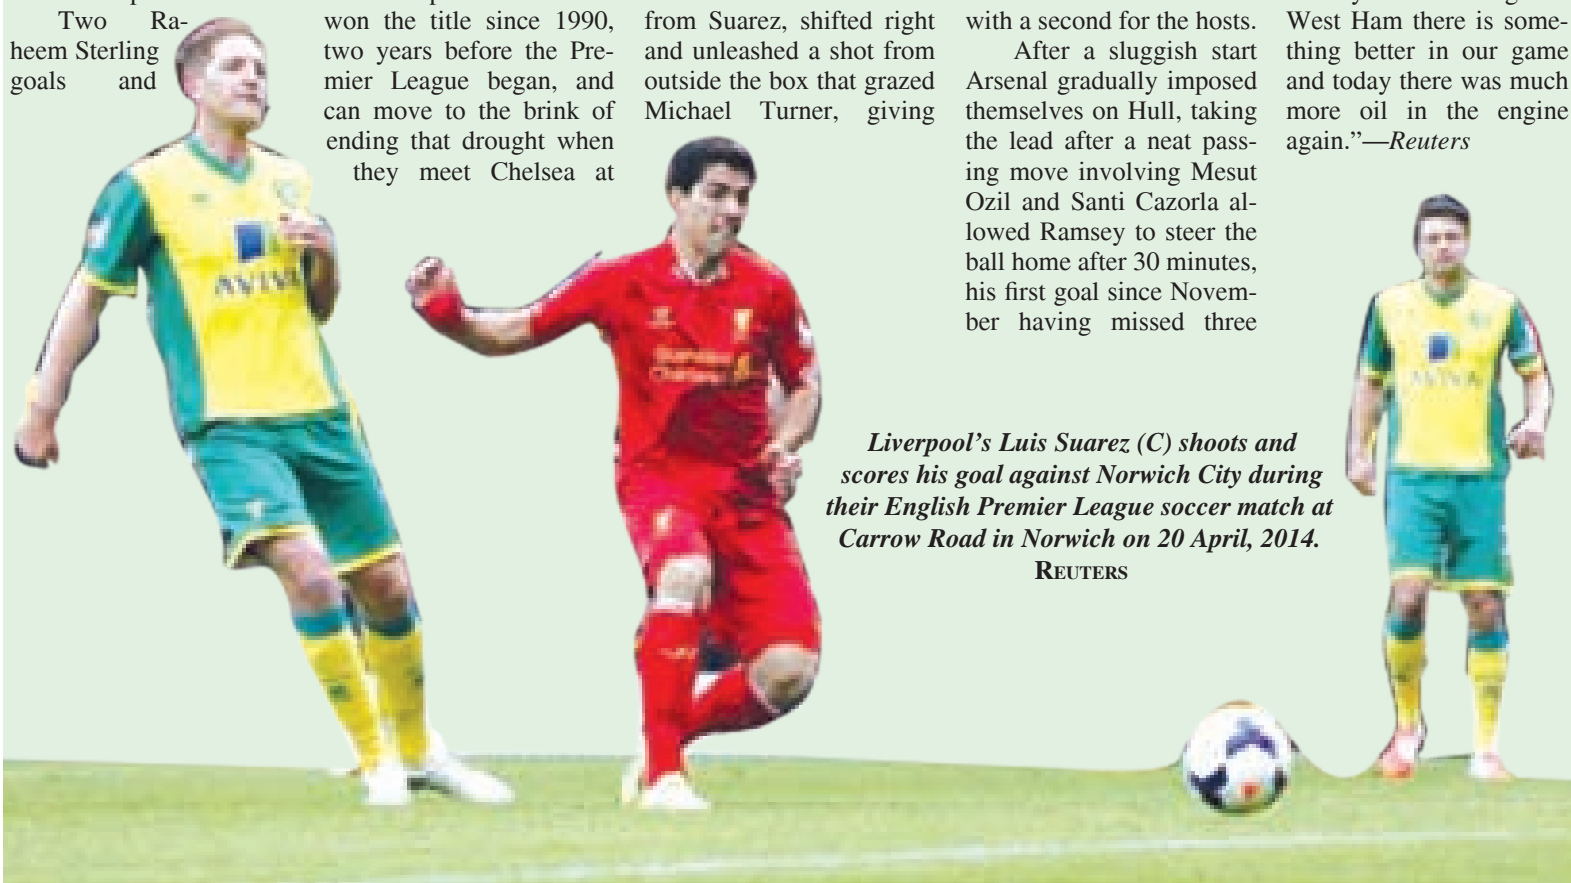 Two Ra-
heem Sterling
goals and
won the title since 1990,
two years before the Pre-
mier League began, and
can move to the brink of
ending that drought when
they meet Chelsea at
from Suarez, shifted right
and unleashed a shot from
outside the box that grazed
Michael Turner, giving
with a second for the hosts.
After a sluggish start
Arsenal gradually imposed
themselves on Hull, taking
the lead after a neat pass-
ing move involving Mesut
Ozil and Santi Cazorla al-
lowed Ramsey to steer the
ball home after 30 minutes,
his first goal since Novem-
ber having missed three
West Ham there is some-
thing better in our game
and today there was much
more oil in the engine
again.”—Reuters
AVIVA
Standard
Chartered
AVIVA
Liverpool’s Luis Suarez (C) shoots and
scores his goal against Norwich City during
their English Premier League soccer match at
Carrow Road in Norwich on 20 April, 2014.
REUTERS